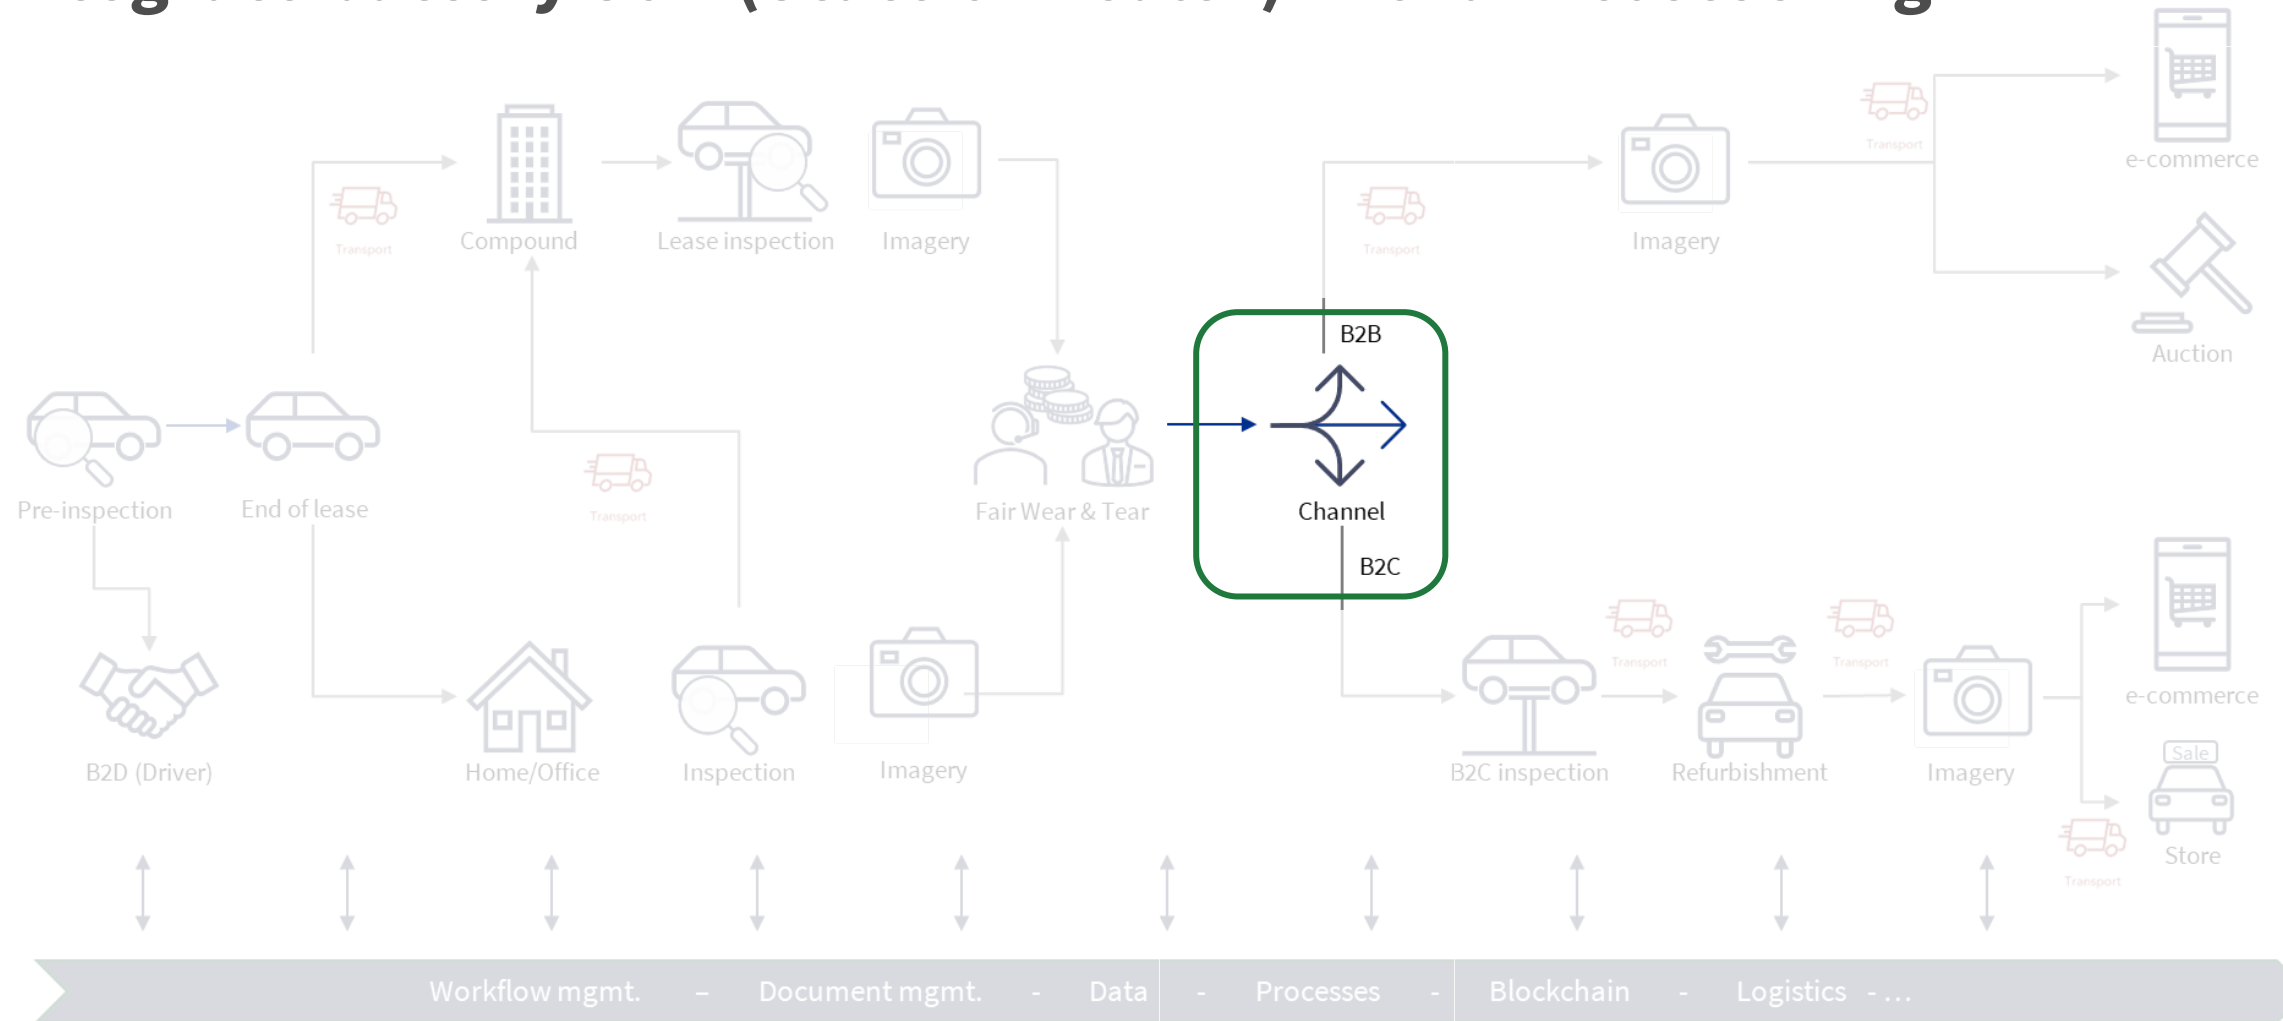 e-commerce
Transport
Transport
Compound
Lease inspection
Imagery
Transport
Imagery
B2B
Auction
Pre-inspection
End of lease
Transport
Fair Wear & Tear
Channel
B2C
Transport
Transport
e-commerce
B2D (Driver)
Home/Office
Inspection
Imagery
B2C inspection
Refurbishment
Imagery
Sale
Store
Transport
Workflow mgmt. – Document mgmt. - Data - Processes - Blockchain - Logistics - ...